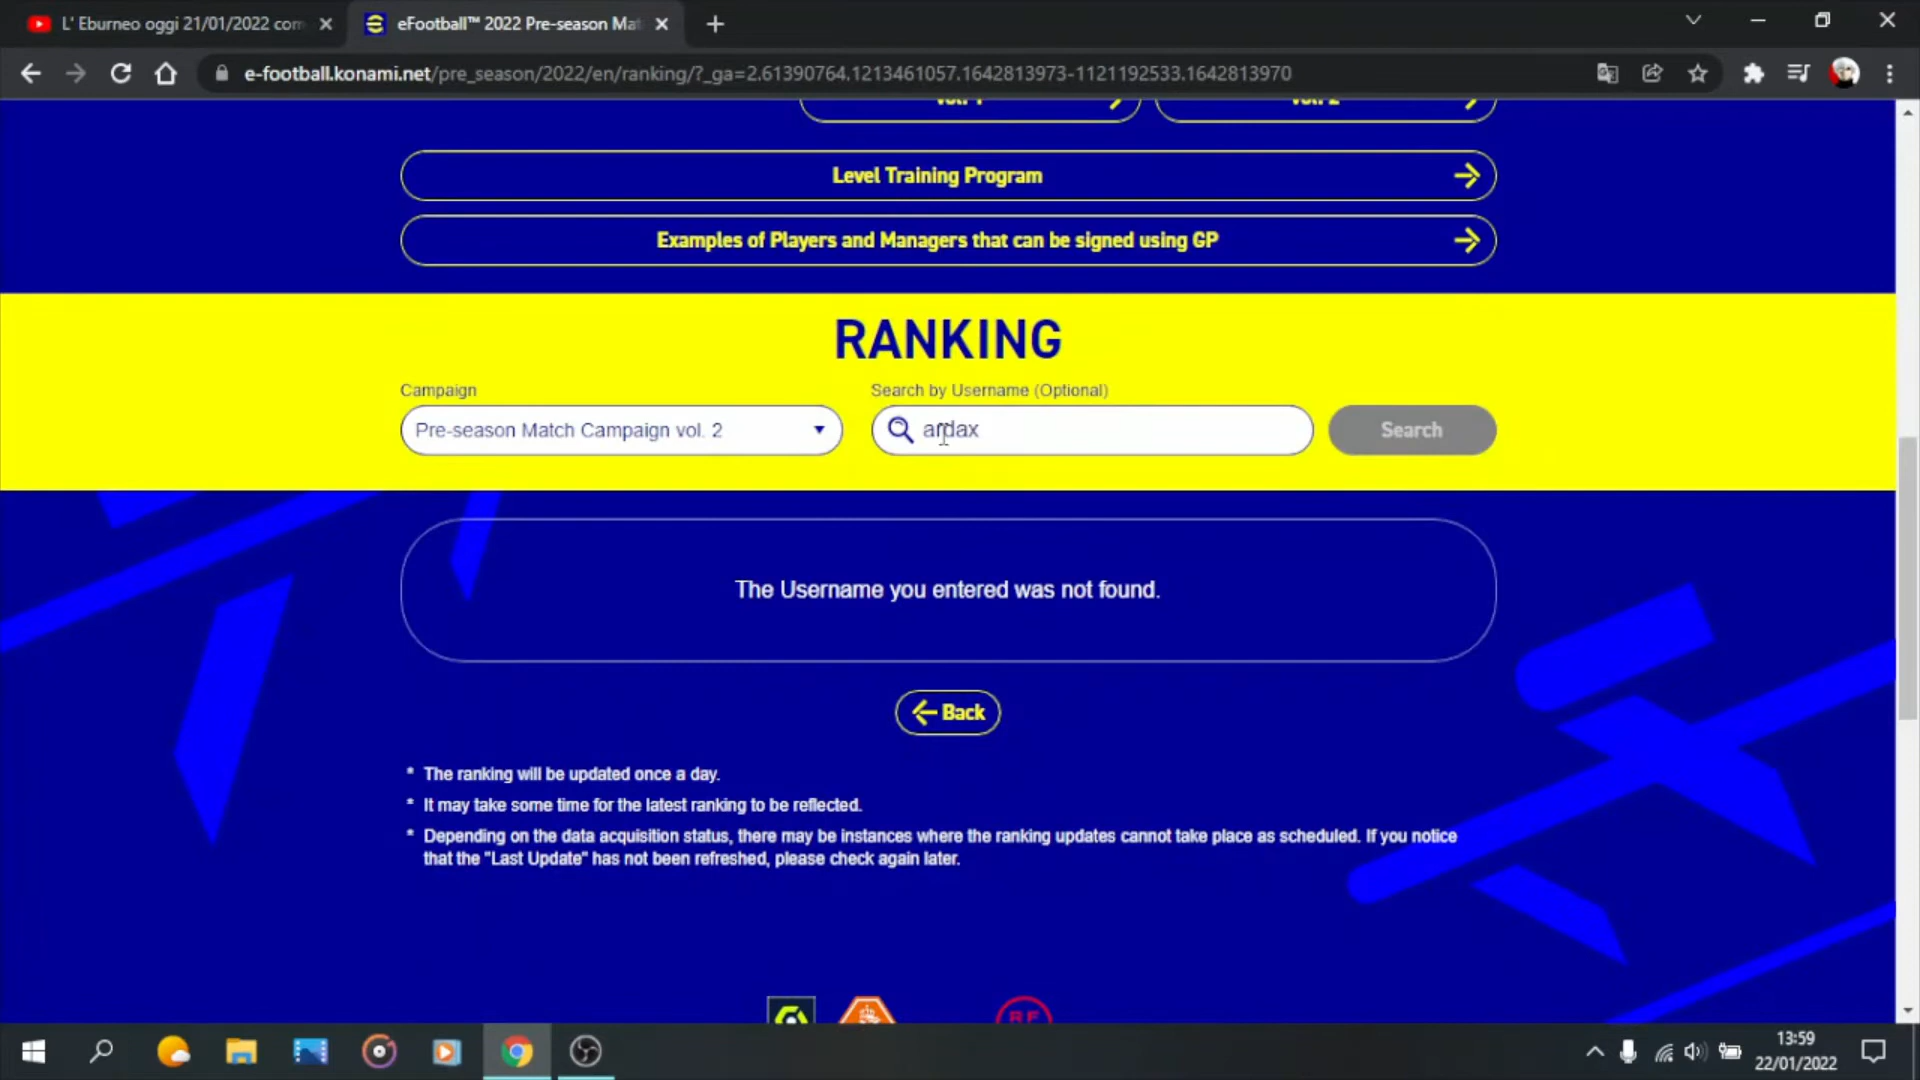 L' Eburneo oggi 21/01/2022 com
eFootball™ 2022 Pre-season Mat
e-football.konami.net/pre_season/2022/en/ranking/?_ga=2.61390764.1213461057.1642813973-1121192533.1642813970
Level Training Program
Examples of Players and Managers that can be signed using GP
RANKING
Campaign
Search by Username (Optional)
Pre-season Match Campaign vol. 2
ardax
Search
The Username you entered was not found.
Back
* The ranking will be updated once a day.
* It may take some time for the latest ranking to be reflected.
* Depending on the data acquisition status, there may be instances where the ranking updates cannot take place as scheduled. If you notice
that the "Last Update" has not been refreshed, please check again later.
13:59
22/01/2022